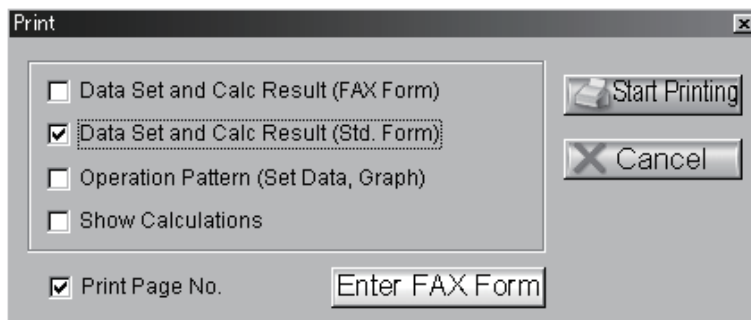 Print
Data Set and Calc Result (FAX Form)
Data Set and Calc Result (Std. Form)
Operation Pattern (Set Data, Graph)
Show Calculations
Print Page No.
Enter FAX Form
Start Printing
Cancel